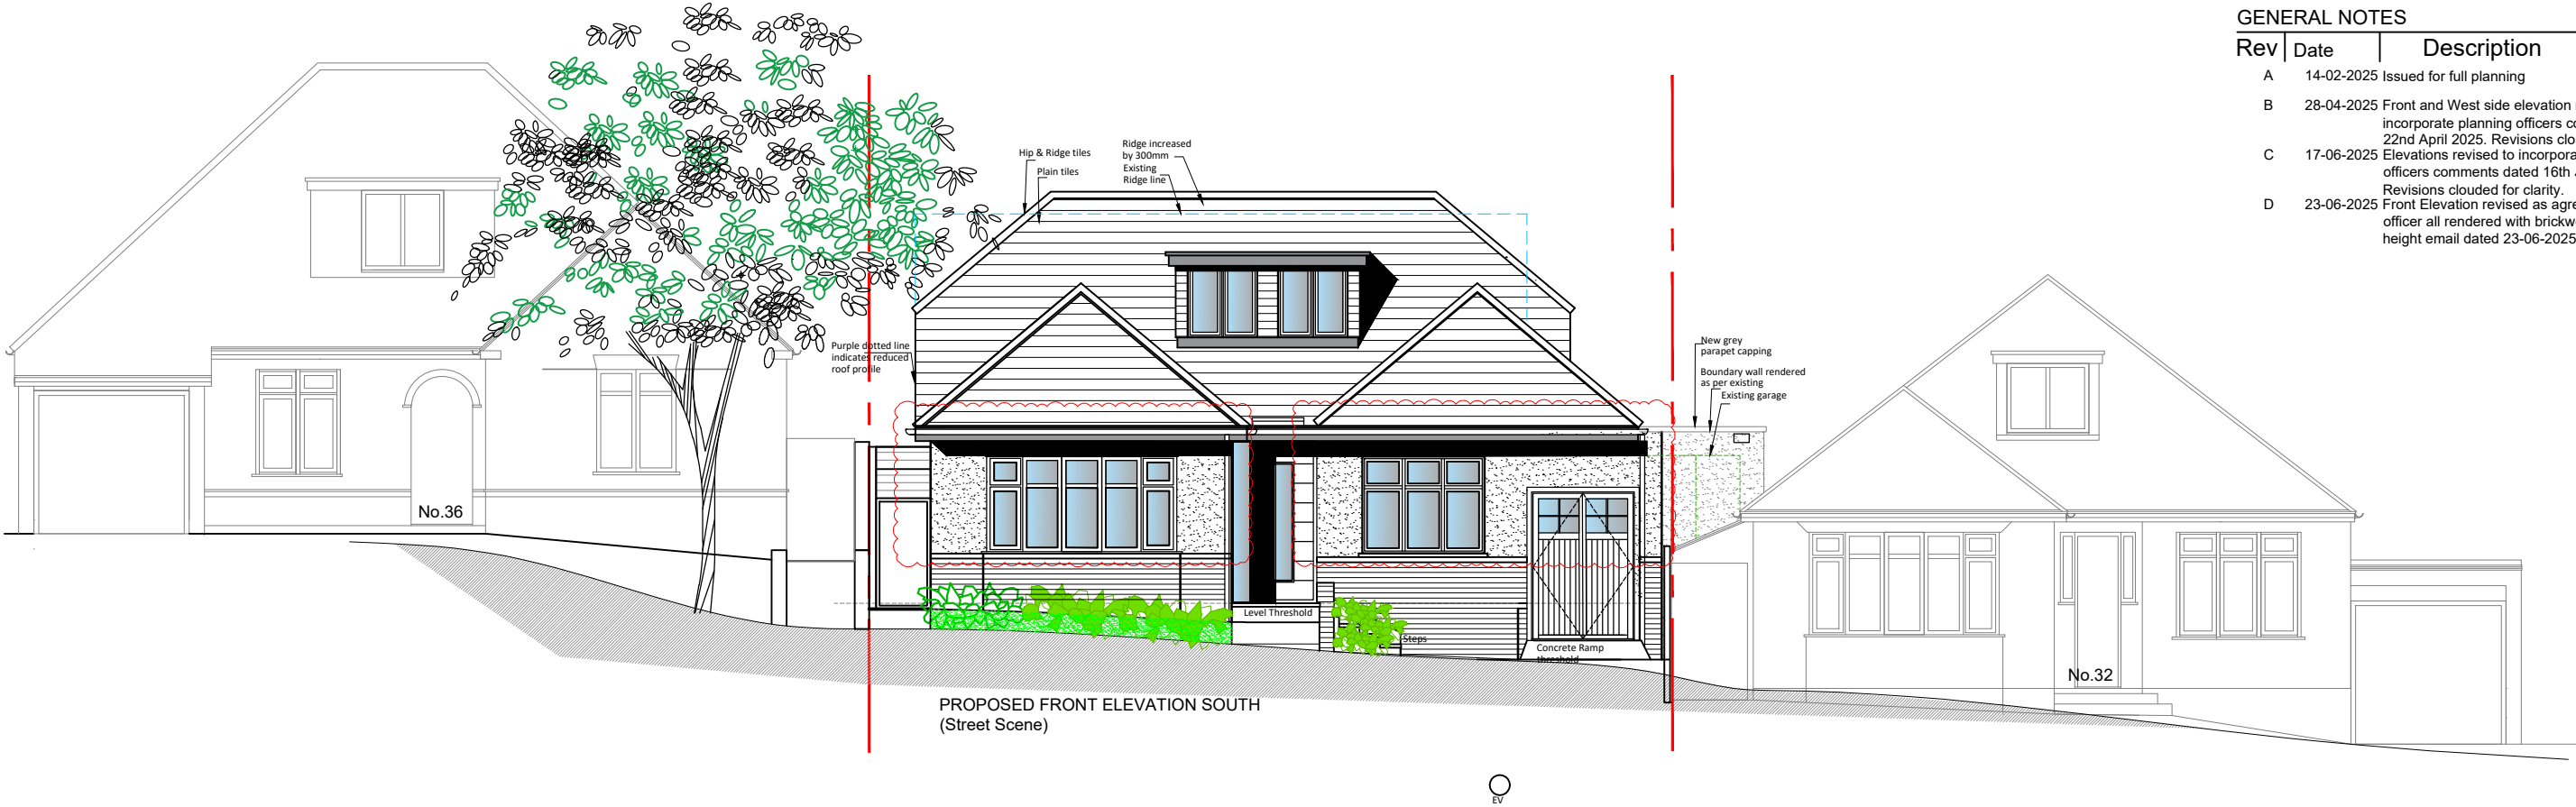 GENERAL NOTES
Rev Date Description
A 14-02-2025 Issued for full planning
B 28-04-2025 Front and West side elevation
incorporate planning officers
22nd April 2025. Revisions
C 17-06-2025 Elevations revised to
officers comments dated 16th
Revisions clouded for clarity.
D 23-06-2025 Front Elevation revised as
officer all rendered with
height email dated 23-06-2025
Hip & Ridge tiles
Plain tiles
Ridge increased
by 300mm
Existing
Ridge line
Purple dotted line
indicates reduced
roof profile
New grey
parapet capping
Boundary wall rendered
as per existing
Existing garage
No.36
Level Threshold
Steps
Concrete Ramp
threshold
No.32
PROPOSED FRONT ELEVATION SOUTH
(Street Scene)
EV